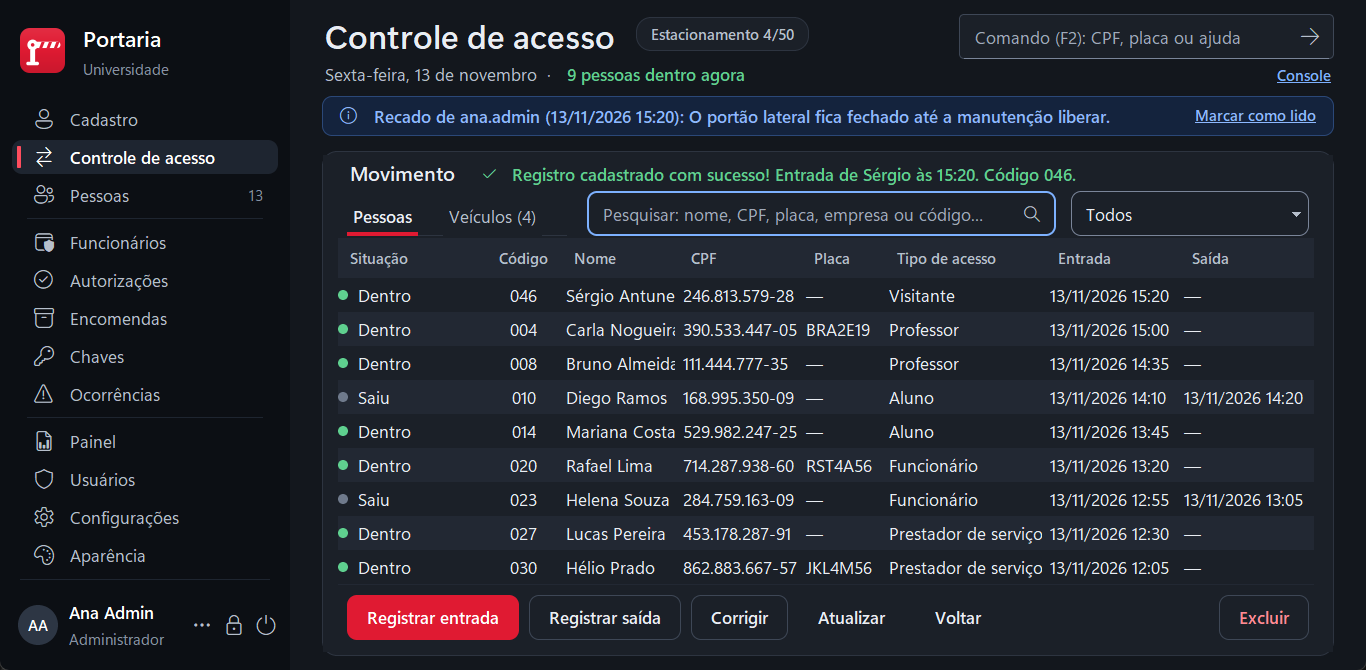 Portaria
Universidade
Cadastro
Controle de acesso
Pessoas 13
Funcionários
Autorizações
Encomendas
Chaves
Ocorrências
Painel
Usuários
Configurações
Aparência
AA
Ana Admin
Administrador
Controle de acesso
Estacionamento 4/50
Comando (F2): CPF, placa ou ajuda
Sexta-feira, 13 de novembro · 9 pessoas dentro agora
Console
Recado de ana.admin (13/11/2026 15:20): O portão lateral fica fechado até a manutenção liberar.
Marcar como lido
Movimento
Registro cadastrado com sucesso! Entrada de Sérgio às 15:20. Código 046.
Pessoas
Veículos (4)
Pesquisar: nome, CPF, placa, empresa ou código...
Todos
Situação Código Nome CPF Placa Tipo de acesso Entrada Saída
Dentro 046 Sérgio Antune 246.813.579-28 — Visitante 13/11/2026 15:20 —
Dentro 004 Carla Nogueira 390.533.447-05 BRA2E19 Professor 13/11/2026 15:00 —
Dentro 008 Bruno Almeida 111.444.777-35 — Professor 13/11/2026 14:35 —
Saiu 010 Diego Ramos 168.995.350-09 — Aluno 13/11/2026 14:10 13/11/2026 14:20
Dentro 014 Mariana Costa 529.982.247-25 — Aluno 13/11/2026 13:45 —
Dentro 020 Rafael Lima 714.287.938-60 RST4A56 Funcionário 13/11/2026 13:20 —
Saiu 023 Helena Souza 284.759.163-09 — Funcionário 13/11/2026 12:55 13/11/2026 13:05
Dentro 027 Lucas Pereira 453.178.287-91 — Prestador de serviço 13/11/2026 12:30 —
Dentro 030 Hélio Prado 862.883.667-57 JKL4M56 Prestador de serviço 13/11/2026 12:05 —
Registrar entrada
Registrar saída
Corrigir
Atualizar
Voltar
Excluir